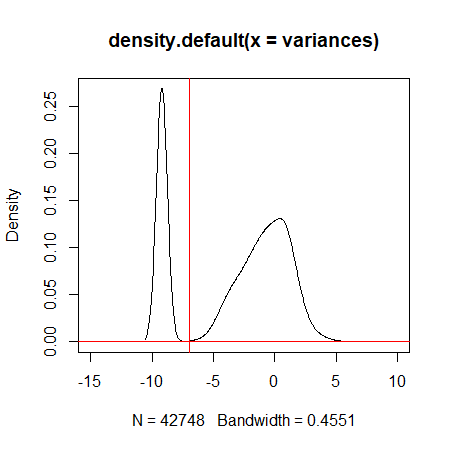 density.default(x = variances)
Density
0.00 0.05 0.10 0.15 0.20 0.25
-15 -10 -5 0 5 10
N = 42748 Bandwidth = 0.4551